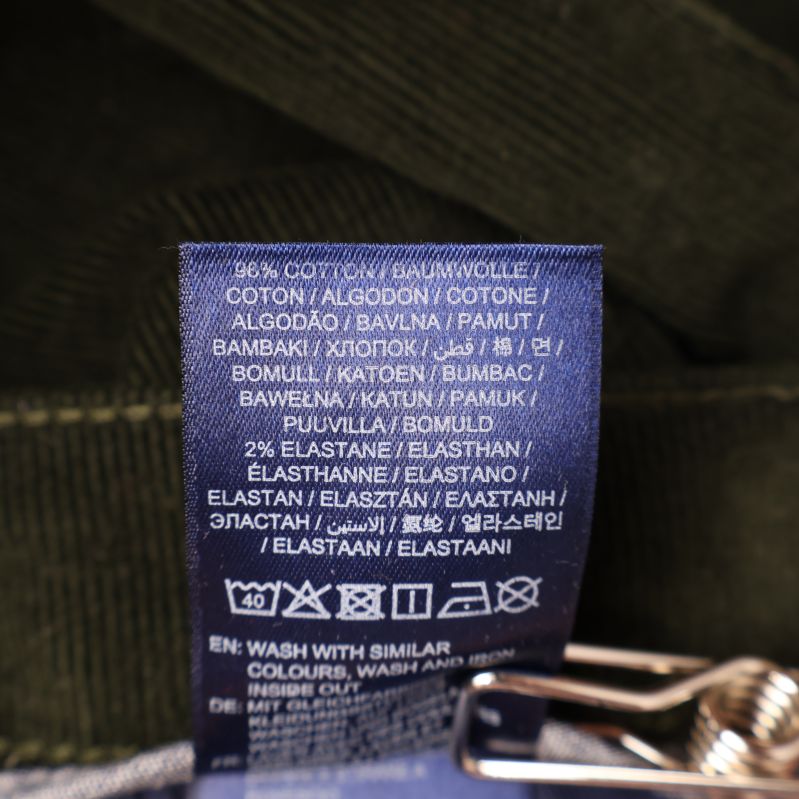 98% COTTON / BAUMWOLLE /
COTON / ALGODON / COTONE /
ALGODÃO / BAVLNA / PAMUT /
BAMBAKI / ХЛОПОК / قطن / 棉 / 면 /
BOMULL / KATOEN / BUMBAC /
BAWEŁNA / KATUN / PAMUK /
PUUVILLA / BOMULD
2% ELASTANE / ELASTHAN /
ÉLASTHANNE / ELASTANO /
ELASTAN / ELASZTÁN / ΕΛΑΣΤΑΝΗ /
ЭЛАСТАН / الاستين / 氨纶 / 엘라스테인
/ ELASTAAN / ELASTAANI
40
EN: WASH WITH SIMILAR
COLOURS, WASH AND IRON
INSIDE OUT
DE: MIT